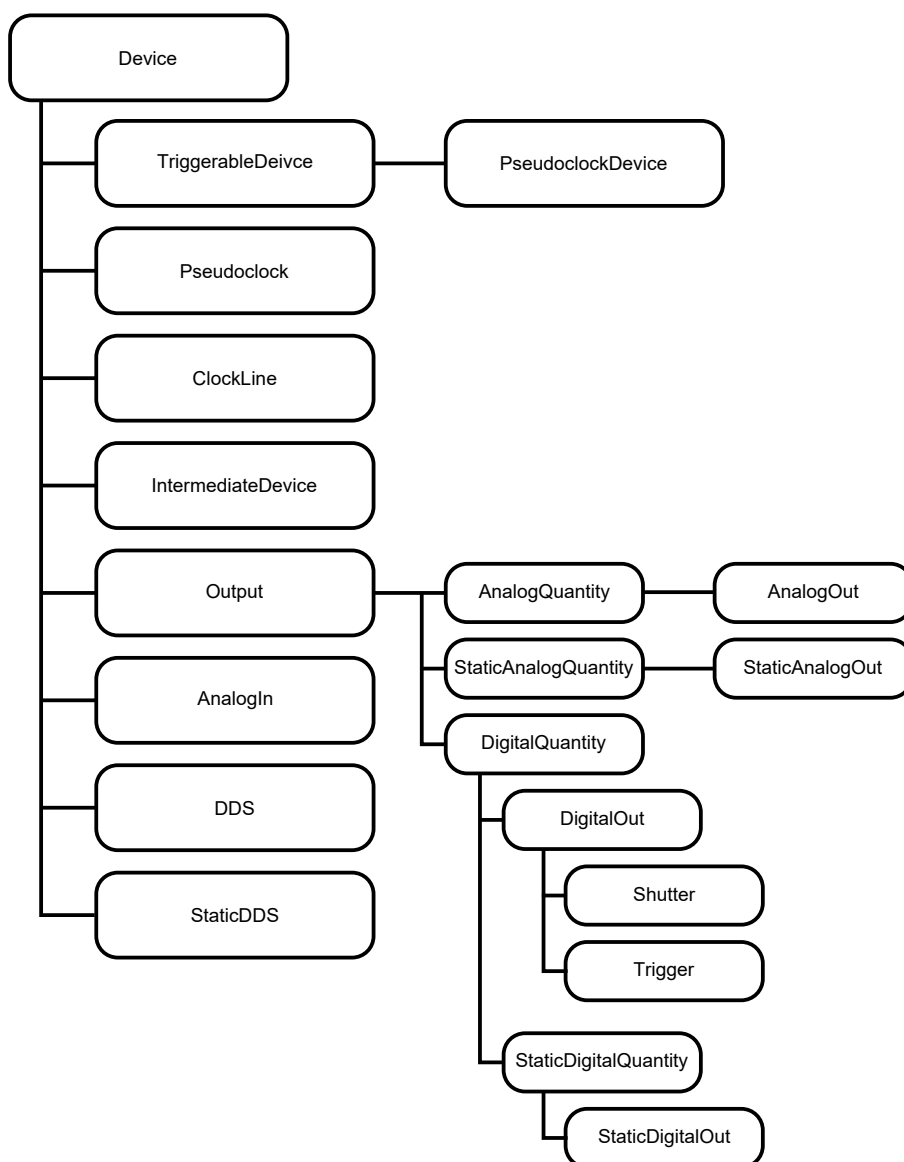 Device
TriggerableDeivce
PseudoclockDevice
Pseudoclock
ClockLine
IntermediateDevice
Output
AnalogQuantity
AnalogOut
StaticAnalogQuantity
StaticAnalogOut
AnalogIn
DigitalQuantity
DDS
DigitalOut
StaticDDS
Shutter
Trigger
StaticDigitalQuantity
StaticDigitalOut